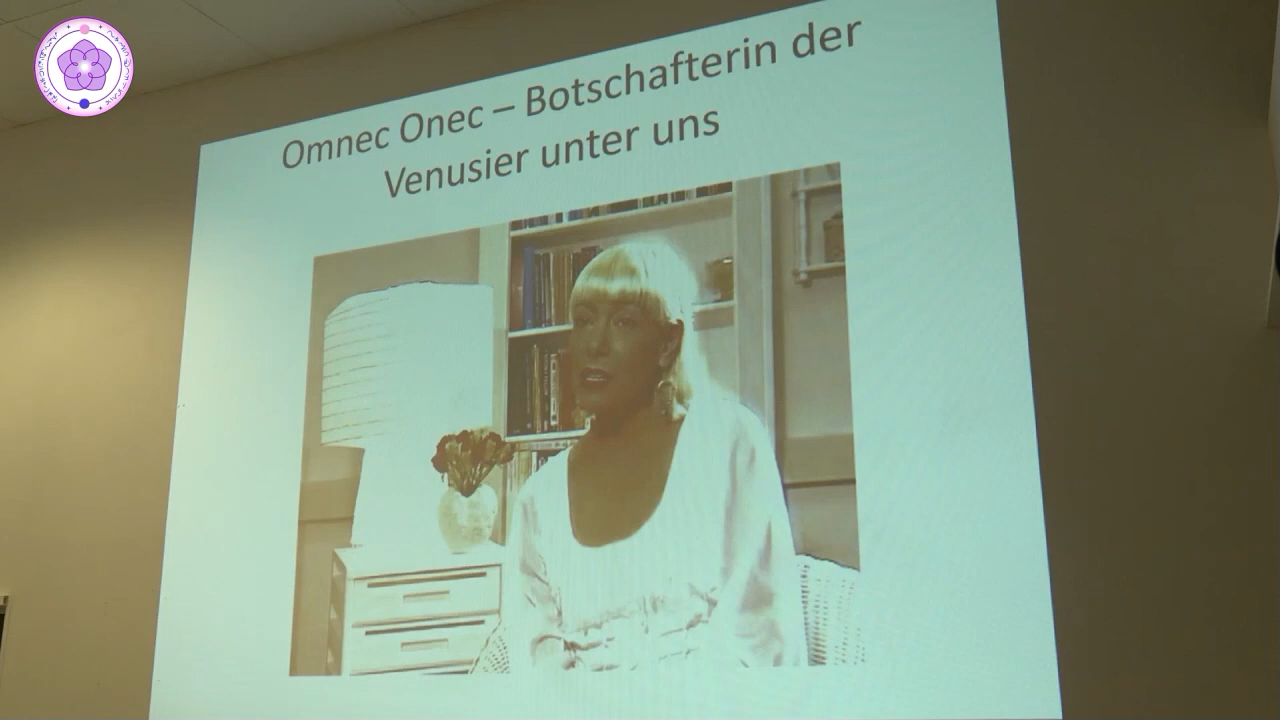 Omnec Onec – Botschafterin der
Venusier unter uns